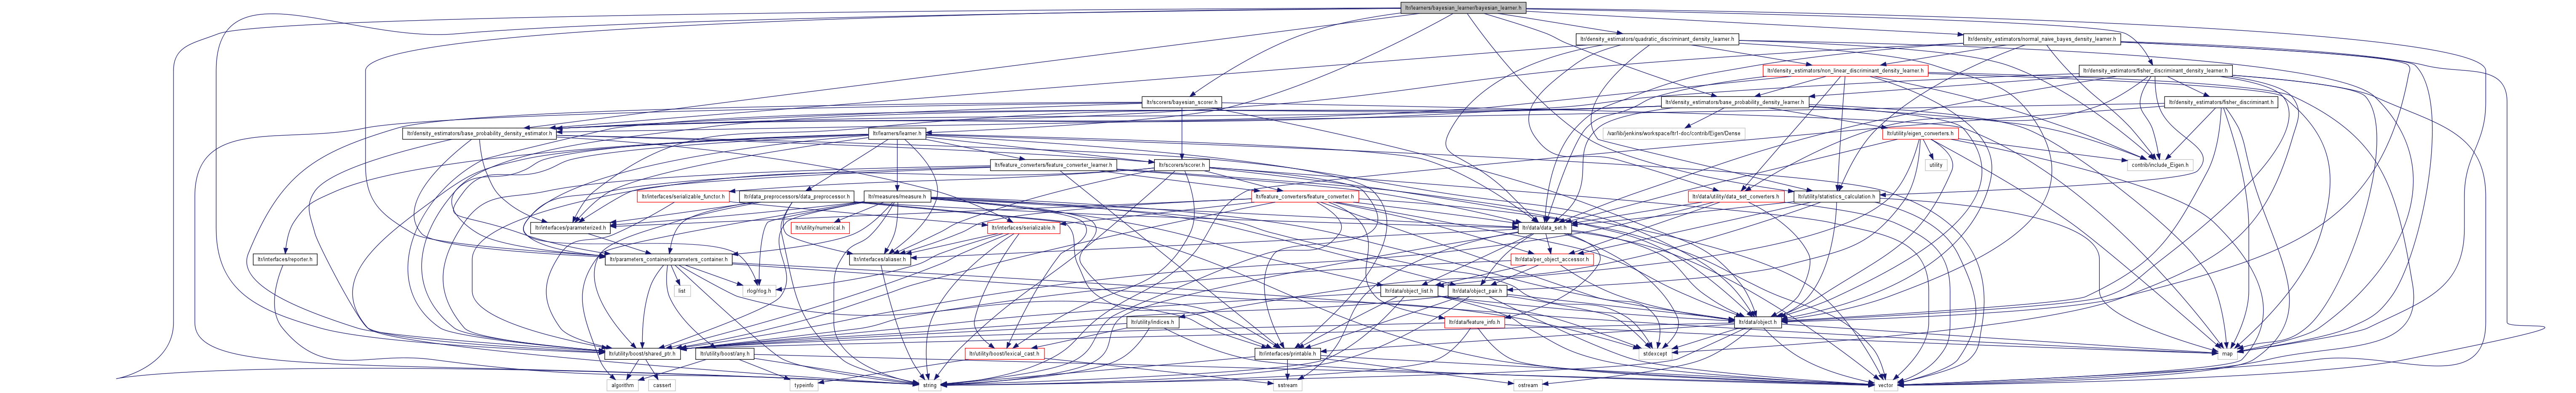 ltr/learners/bayesian_learner/bayesian_learner.h
ltr/density_estimators/quadratic_discriminant_density_learner.h
ltr/density_estimators/normal_naive_bayes_density_learner.h
ltr/density_estimators/non_linear_discriminant_density_learner.h
ltr/density_estimators/fisher_discriminant_density_learner.h
ltr/scorers/bayesian_scorer.h
ltr/density_estimators/base_probability_density_learner.h
ltr/density_estimators/fisher_discriminant.h
ltr/density_estimators/base_probability_density_estimator.h
ltr/learners/learner.h
/var/lib/jenkins/workspace/ltr1-doc/contrib/Eigen/Dense
ltr/utility/eigen_converters.h
ltr/feature_converters/feature_converter_learner.h
ltr/scorers/scorer.h
utility
contrib/include_Eigen.h
ltr/interfaces/serializable_functor.h
ltr/data_preprocessors/data_preprocessor.h
ltr/measures/measure.h
ltr/feature_converters/feature_converter.h
ltr/data/utility/data_set_converters.h
ltr/utility/statistics_calculation.h
ltr/interfaces/parameterized.h
ltr/utility/numerical.h
ltr/interfaces/serializable.h
ltr/data/data_set.h
ltr/interfaces/reporter.h
ltr/parameters_container/parameters_container.h
ltr/interfaces/aliaser.h
ltr/data/per_object_accessor.h
list
rlog/rlog.h
ltr/data/object_list.h
ltr/data/object_pair.h
ltr/utility/indices.h
ltr/data/feature_info.h
ltr/data/object.h
ltr/utility/boost/shared_ptr.h
ltr/utility/boost/any.h
ltr/utility/boost/lexical_cast.h
ltr/interfaces/printable.h
stdexcept
map
algorithm
cassert
typeinfo
string
sstream
ostream
vector